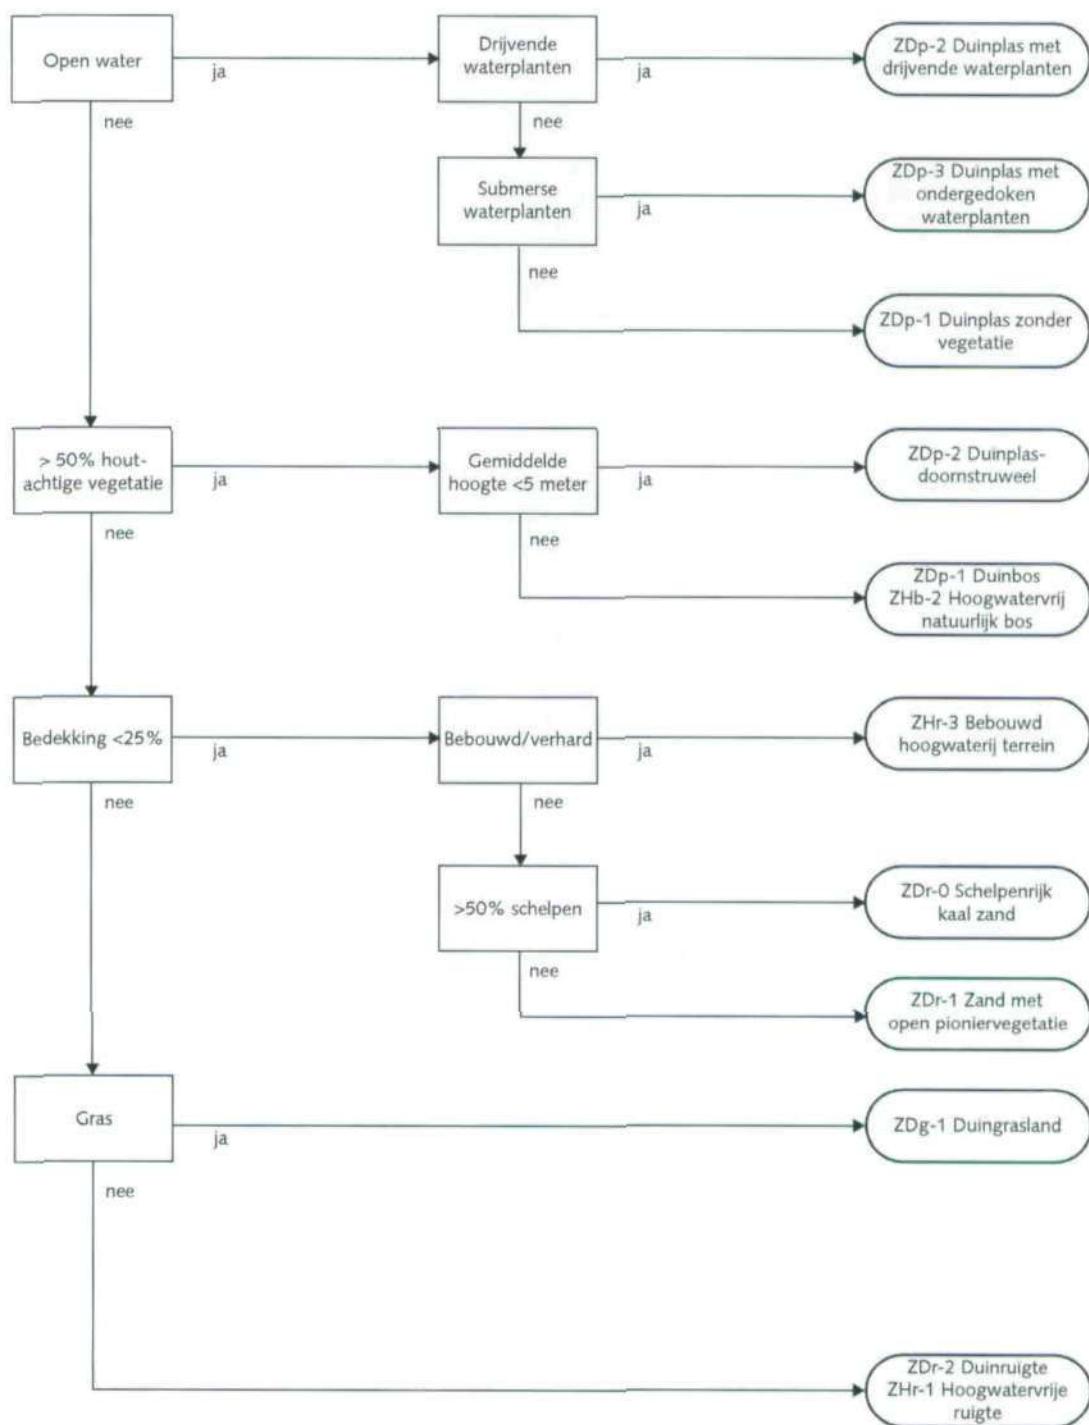 Open water
ja
Drijvende
waterplanten
ja
ZDp-2 Duinplas met
drijvende waterplanten
nee
nee
Submerse
waterplanten
ja
ZDp-3 Duinplas met
ondergedoken
waterplanten
nee
ZDp-1 Duinplas zonder
vegetatie
> 50% hout-
achtige vegetatie
ja
Gemiddelde
hoogte <5 meter
ja
ZDp-2 Duinplas-
doornstruweel
nee
nee
ZDp-1 Duinbos
ZHb-2 Hoogwatervrij
natuurlijk bos
Bedekking <25%
ja
Bebouwd/verhard
ja
ZHr-3 Bebouwd
hoogwaterij terrein
nee
nee
>50% schelpen
ja
ZDr-0 Schelpenrijk
kaal zand
nee
ZDr-1 Zand met
open pioniervegetatie
Gras
ja
ZDg-1 Duingrasland
nee
ZDr-2 Duinruigte
ZHr-1 Hoogwatervrije
ruigte